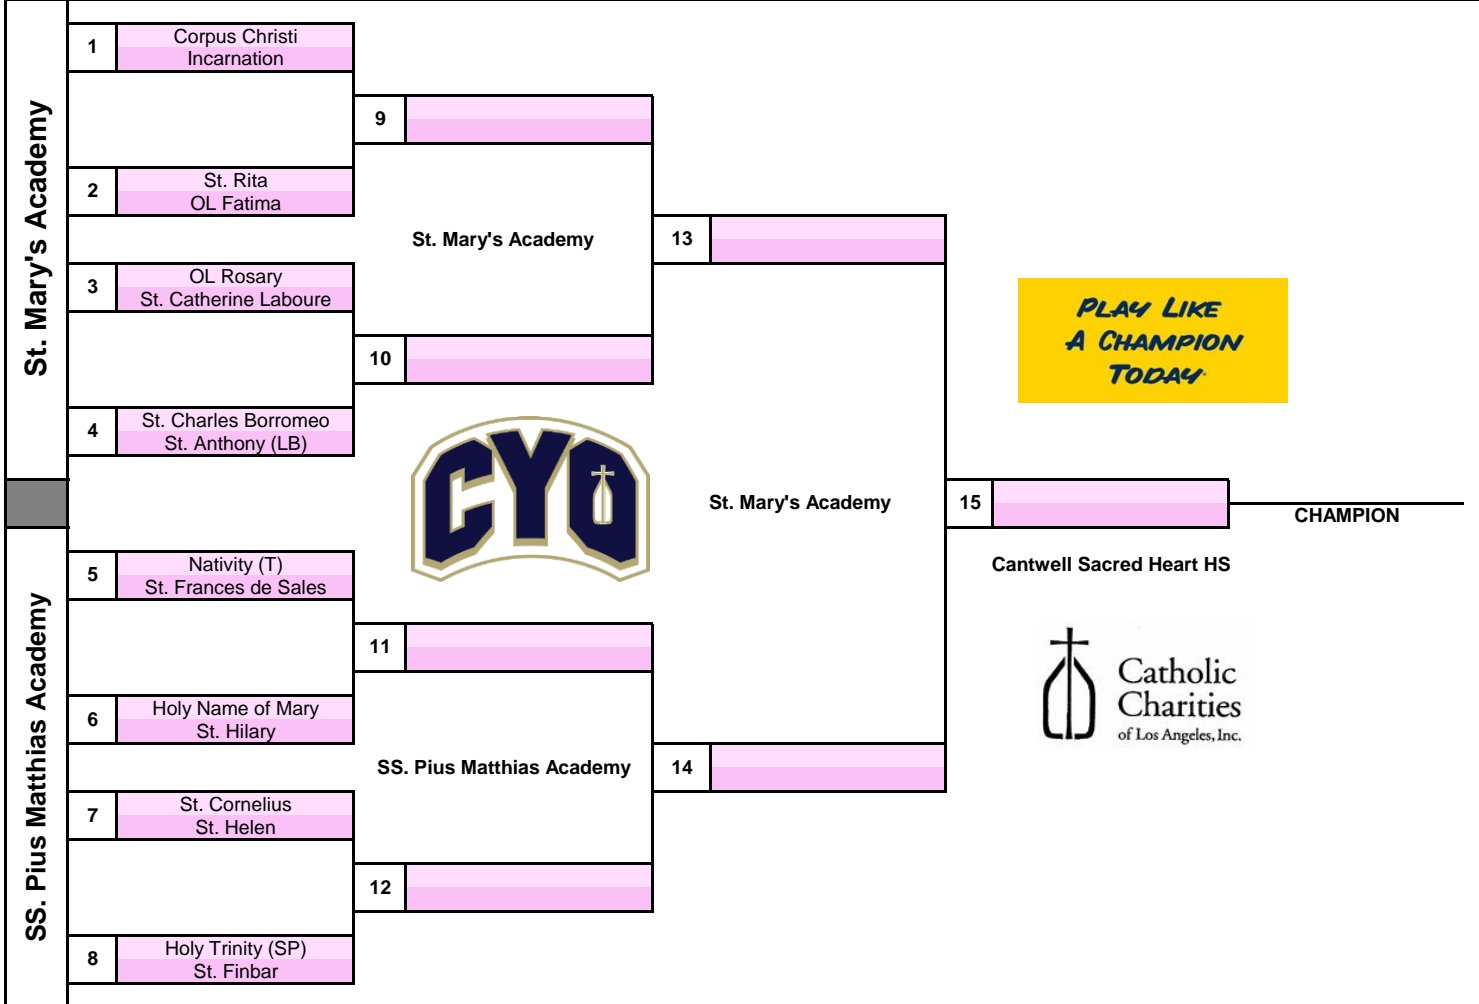 St. Mary's Academy
1
Corpus Christi
Incarnation
9
2
St. Rita
OL Fatima
St. Mary's Academy
13
3
OL Rosary
St. Catherine Laboure
10
4
St. Charles Borromeo
St. Anthony (LB)
PLAY LIKE
A CHAMPION
TODAY
CYO
St. Mary's Academy
15
CHAMPION
Cantwell Sacred Heart HS
SS. Pius Matthias Academy
5
Nativity (T)
St. Frances de Sales
11
6
Holy Name of Mary
St. Hilary
SS. Pius Matthias Academy
14
7
St. Cornelius
St. Helen
12
8
Holy Trinity (SP)
St. Finbar
Catholic
Charities
of Los Angeles, Inc.